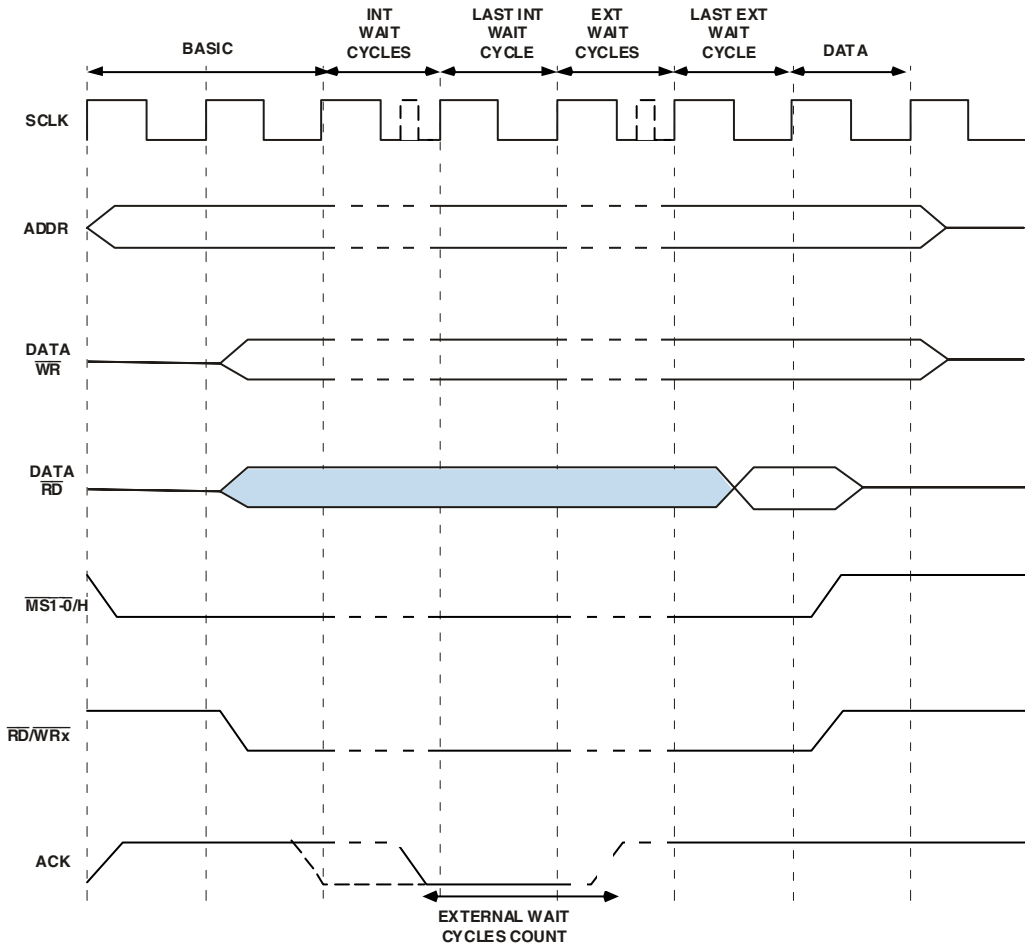 BASIC
INT
WAIT
CYCLES
LAST INT
WAIT
CYCLE
EXT
WAIT
CYCLES
LAST EXT
WAIT
CYCLE
DATA
SCLK
ADDR
DATA
WR
DATA
RD
MS1-0/H
RD/WRx
ACK
EXTERNAL WAIT
CYCLES COUNT